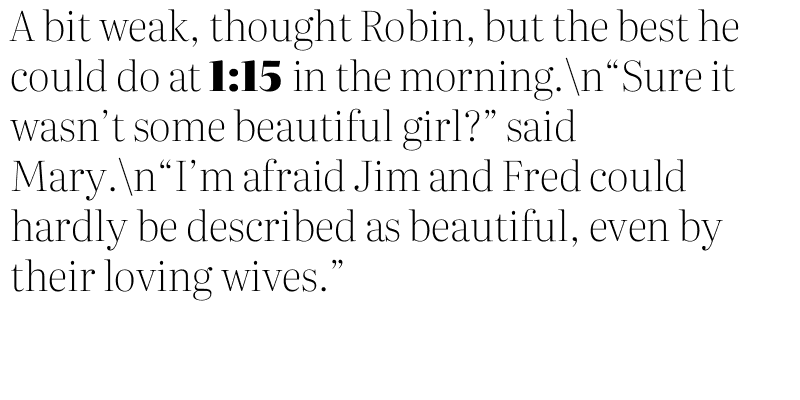 A bit weak, thought Robin, but the best he
could do at 1:15 in the morning.\n“Sure it
wasn’t some beautiful girl?” said
Mary.\n“I’m afraid Jim and Fred could
hardly be described as beautiful, even by
their loving wives.”